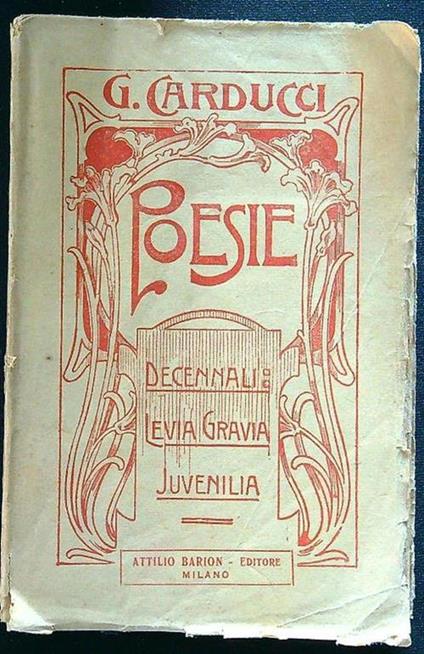 G. CARDUCCI
POESIE
DECENNALI
LEVIA GRAVIA
JUVENILIA
ATTILIO BARION - EDITORE
MILANO